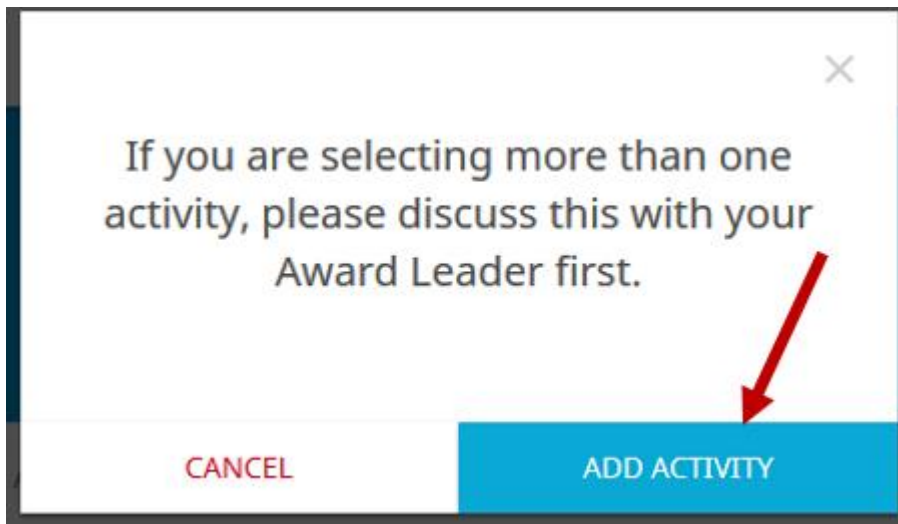 If you are selecting more than one
activity, please discuss this with your
Award Leader first.
CANCEL
ADD ACTIVITY